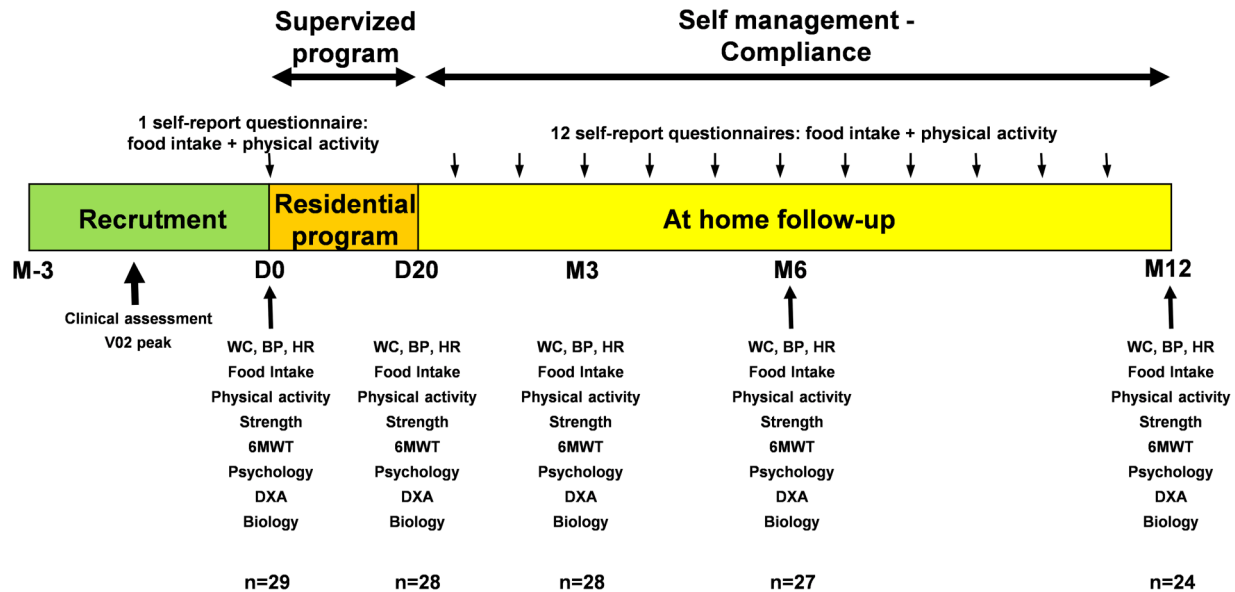 Supervized
program
Self management -
Compliance
1 self-report questionnaire:
food intake + physical activity
12 self-report questionnaires: food intake + physical activity
Recrutment
Residential
program
At home follow-up
M-3
D0
D20
M3
M6
M12
Clinical assessment
V02 peak
WC, BP, HR
Food Intake
Physical activity
Strength
6MWT
Psychology
DXA
Biology
n=29
WC, BP, HR
Food Intake
Physical activity
Strength
6MWT
Psychology
DXA
Biology
n=28
WC, BP, HR
Food Intake
Physical activity
Strength
6MWT
Psychology
DXA
Biology
n=28
WC, BP, HR
Food Intake
Physical activity
Strength
6MWT
Psychology
DXA
Biology
n=27
WC, BP, HR
Food Intake
Physical activity
Strength
6MWT
Psychology
DXA
Biology
n=24